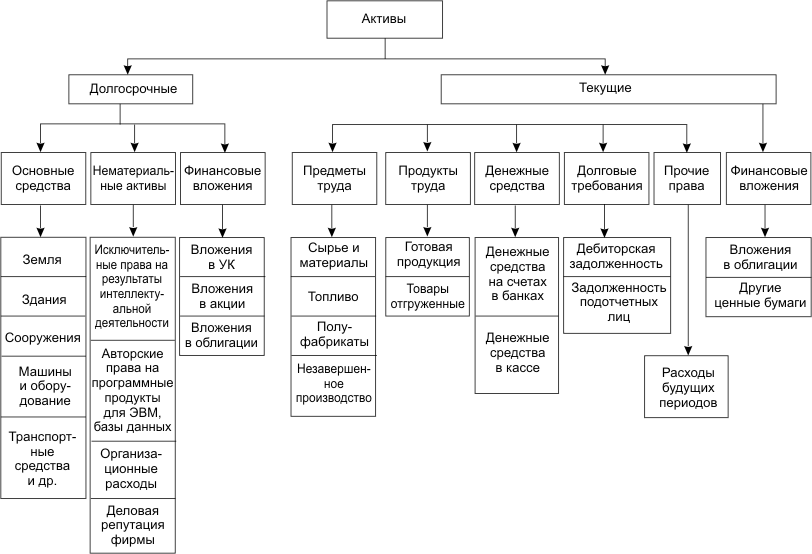 Активы
Долгосрочные
Текущие
Основные
средства
Нематериаль-
ные активы
Финансовые
вложения
Предметы
труда
Продукты
труда
Денежные
средства
Долговые
требования
Прочие
права
Финансовые
вложения
Земля
Здания
Сооружения
Машины
и обору-
дование
Транспорт-
ные
средства
и др.
Исключитель-
ные права на
результаты
интеллекту-
альной
деятельности
Авторские
права на
программные
продукты
для ЭВМ,
базы данных
Организа-
ционные
расходы
Деловая
репутация
фирмы
Вложения
в УК
Вложения
в акции
Вложения
в облигации
Сырье и
материалы
Топливо
Полу-
фабрикаты
Незавершен-
ное
производство
Готовая
продукция
Товары
отгруженные
Денежные
средства
на счетах
в банках
Денежные
средства
в кассе
Дебиторская
задолженность
Задолженность
подотчетных
лиц
Расходы
будущих
периодов
Вложения
в облигации
Другие
ценные бумаги